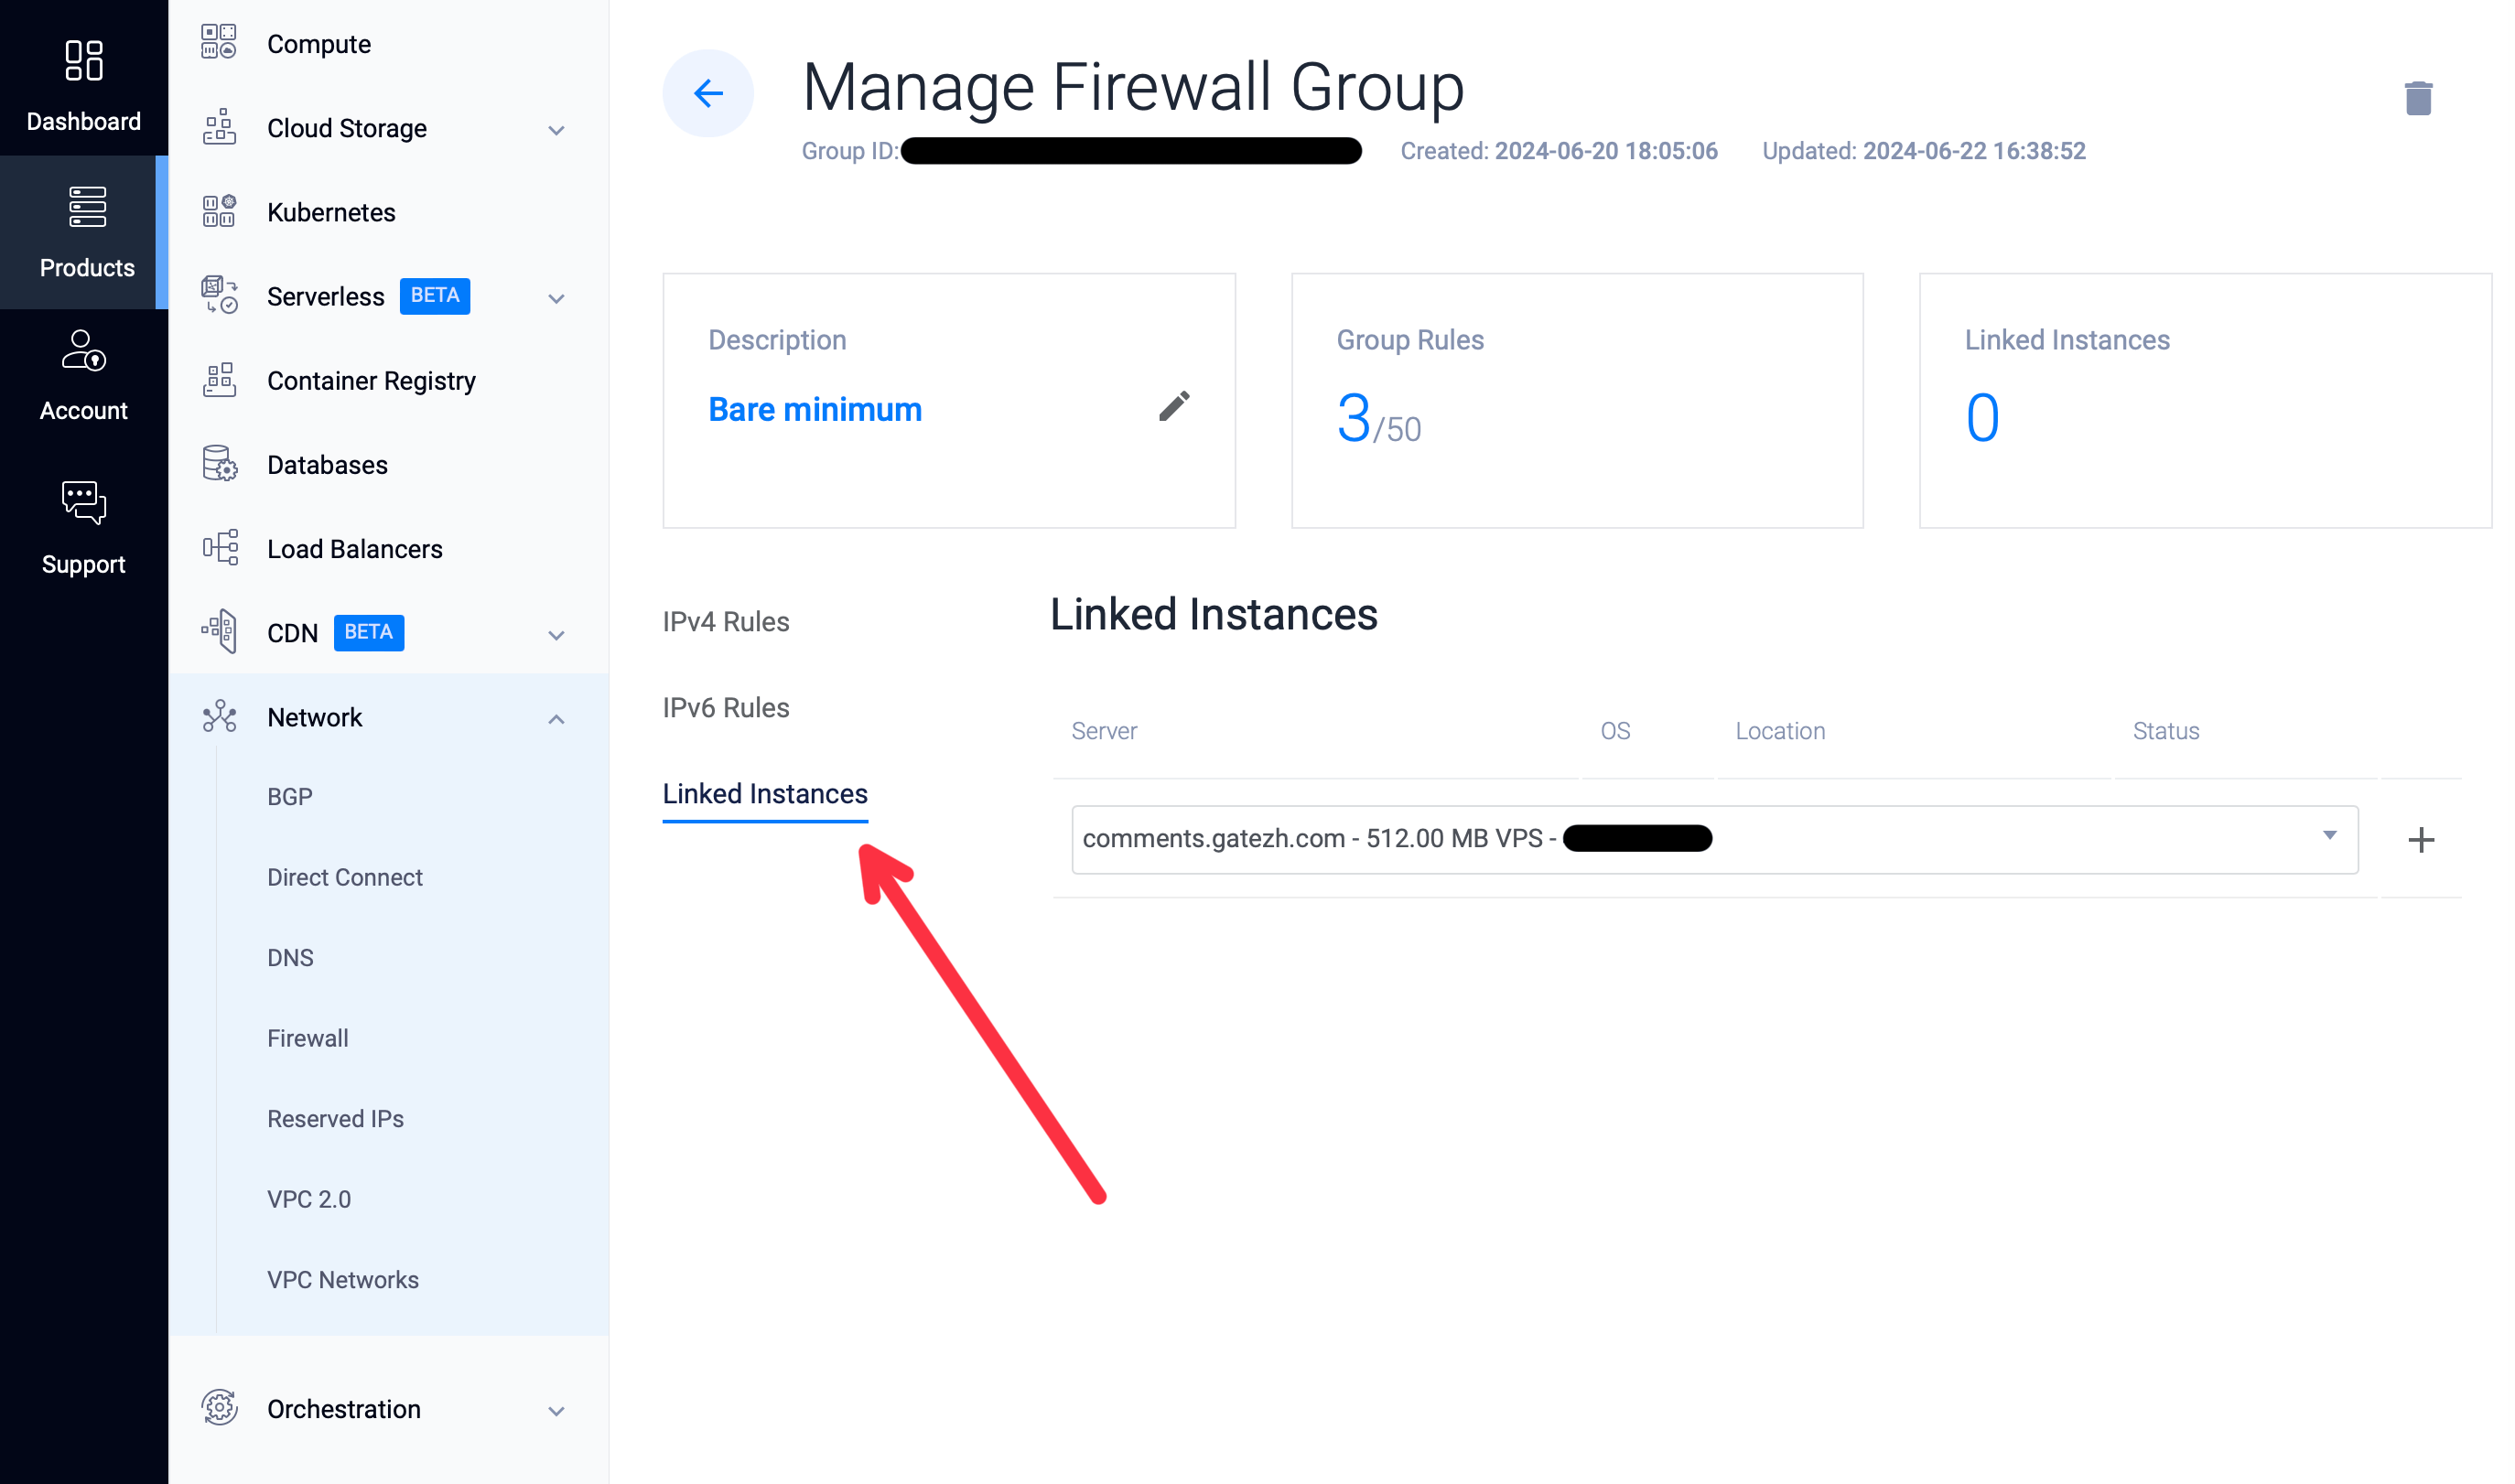 Dashboard
Products
Account
Support
Compute
Cloud Storage
Kubernetes
Serverless BETA
Container Registry
Databases
Load Balancers
CDN BETA
Network
BGP
Direct Connect
DNS
Firewall
Reserved IPs
VPC 2.0
VPC Networks
Orchestration
Manage Firewall Group
Group ID: Created: 2024-06-20 18:05:06 Updated: 2024-06-22 16:38:52
Description
Bare minimum
Group Rules
3/50
Linked Instances
0
IPv4 Rules
IPv6 Rules
Linked Instances
Linked Instances
Server OS Location Status
comments.gatezh.com - 512.00 MB VPS -